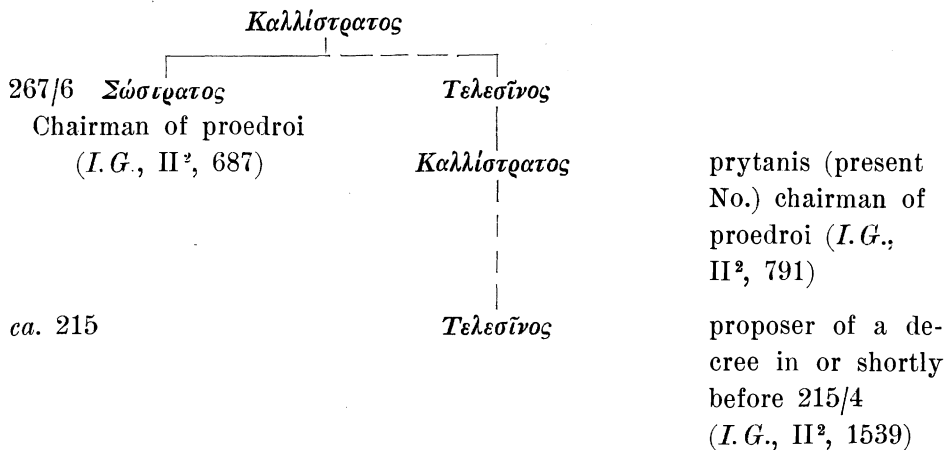 Καλλίστρατος
267/6 Σώστρατος Τελεσῖνος
Chairman of proedroi
(I. G., II², 687) Καλλίστρατος prytanis (present
No.) chairman of
proedroi (I. G.,
II², 791)
ca. 215 Τελεσῖνος proposer of a de-
cree in or shortly
before 215/4
(I. G., II², 1539)